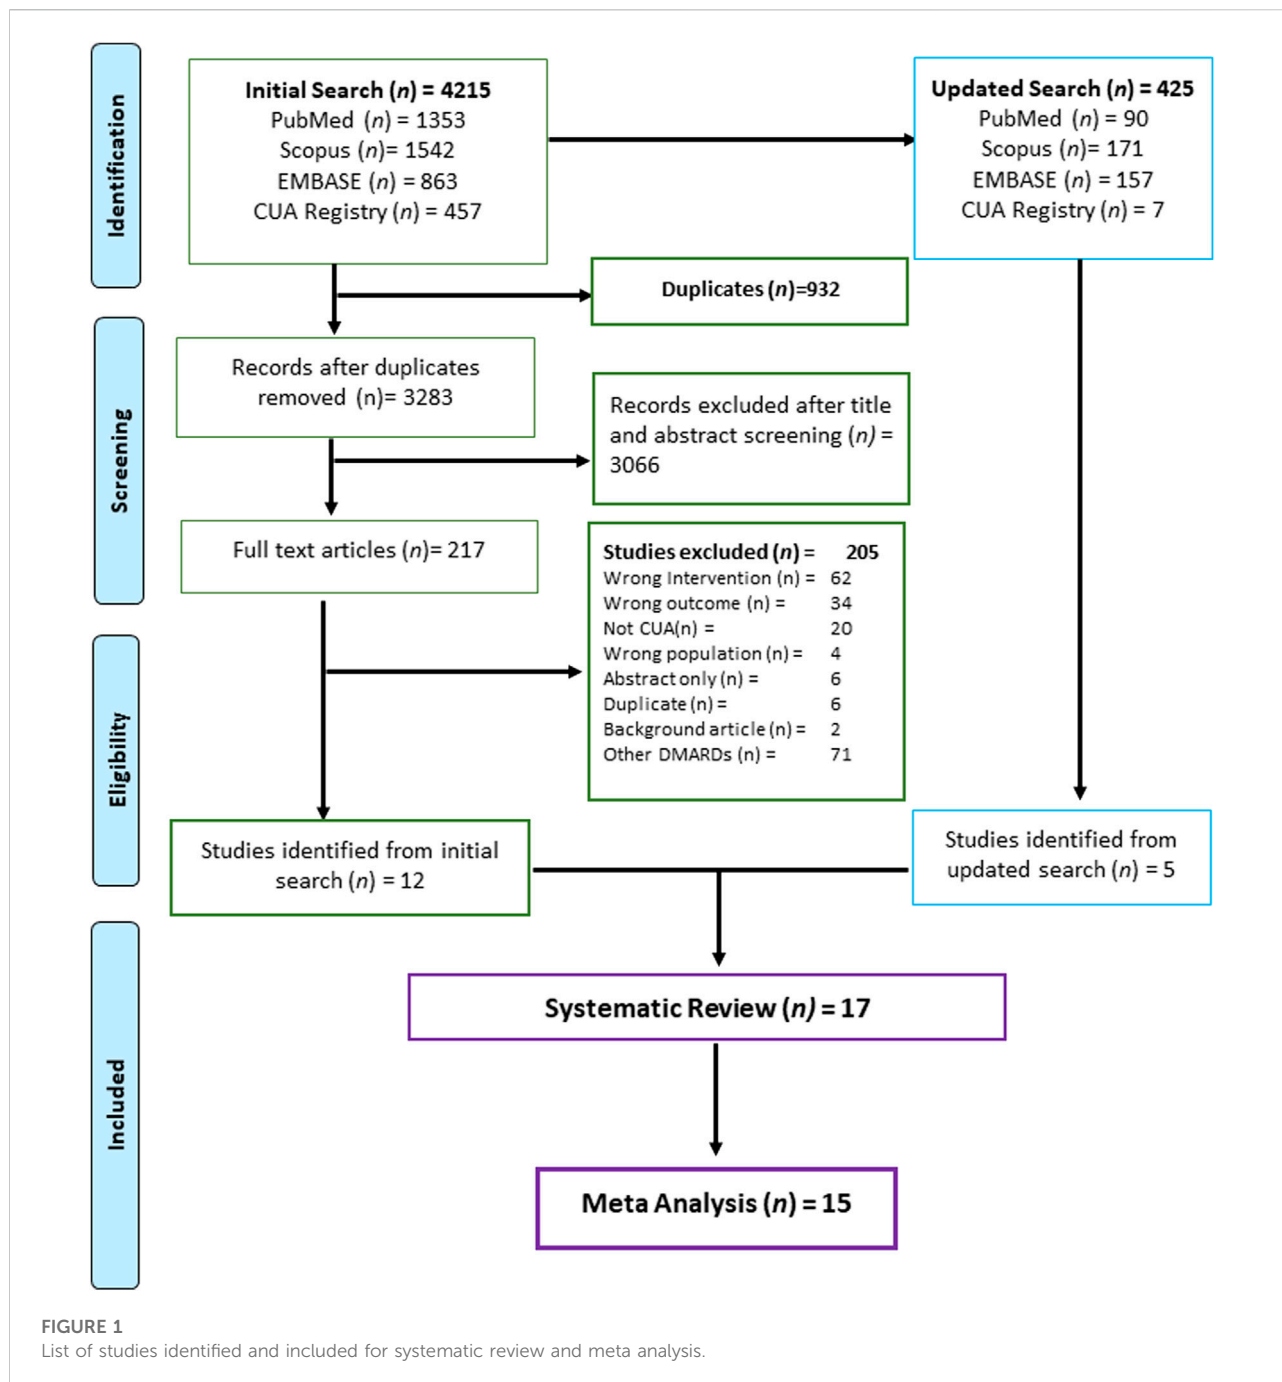 Identification
Initial Search (n) = 4215
PubMed (n) = 1353
Scopus (n)= 1542
EMBASE (n) = 863
CUA Registry (n) = 457
Updated Search (n) = 425
PubMed (n) = 90
Scopus (n) = 171
EMBASE (n) = 157
CUA Registry (n) = 7
Duplicates (n)=932
Screening
Records after duplicates
removed (n)= 3283
Records excluded after title
and abstract screening (n) =
3066
Full text articles (n)= 217
Studies excluded (n) = 205
Wrong Intervention (n) = 62
Wrong outcome (n) = 34
Not CUA(n) = 20
Wrong population (n) = 4
Abstract only (n) = 6
Duplicate (n) = 6
Background article (n) = 2
Other DMARDs (n) = 71
Eligibility
Studies identified from initial
search (n) = 12
Studies identified from
updated search (n) = 5
Included
Systematic Review (n) = 17
Meta Analysis (n) = 15
FIGURE 1
List of studies identified and included for systematic review and meta analysis.